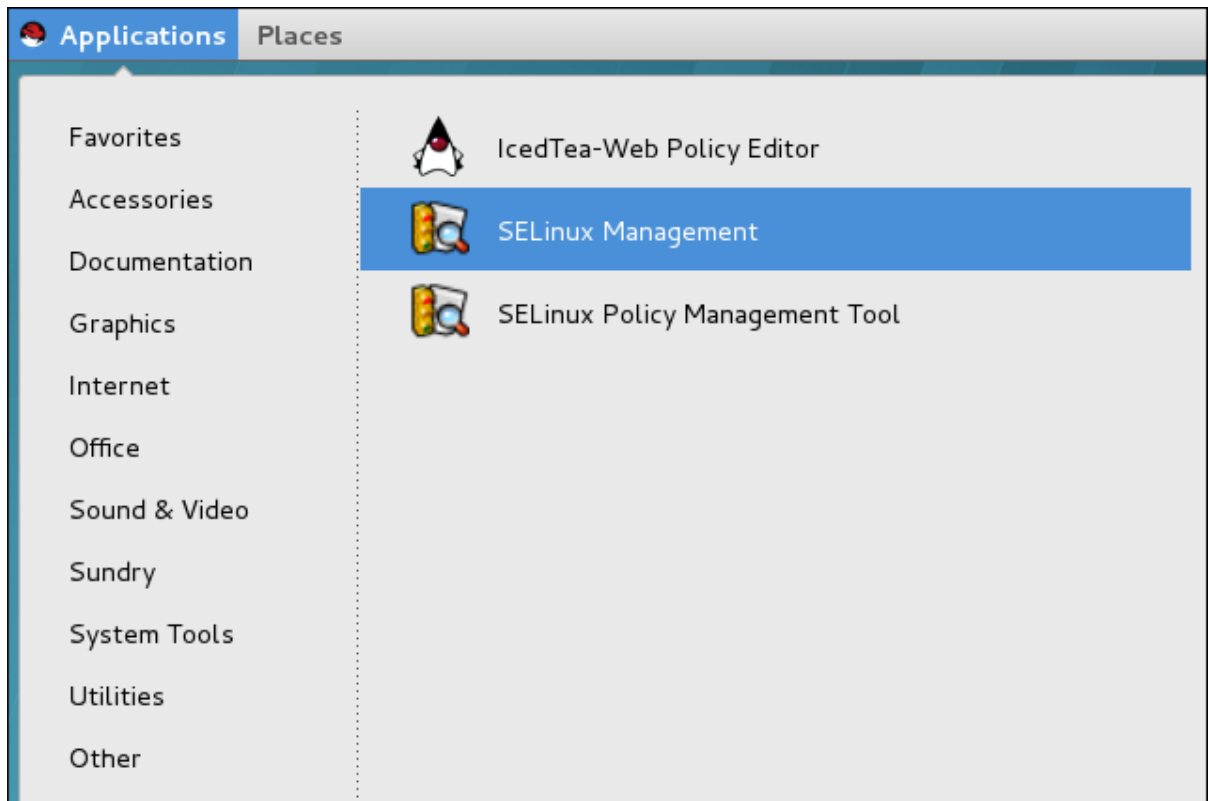 Applications Places
Favorites
Accessories
Documentation
Graphics
Internet
Office
Sound & Video
Sundry
System Tools
Utilities
Other
IcedTea-Web Policy Editor
SELinux Management
SELinux Policy Management Tool